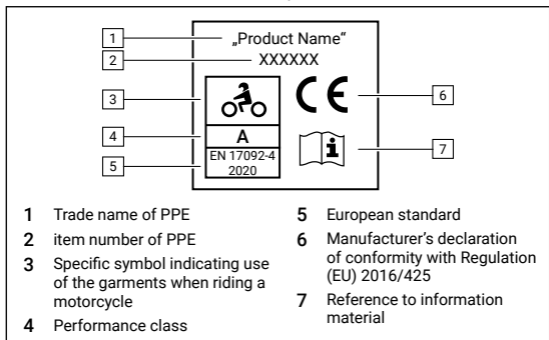 1
„Product Name“
2
XXXXXX
3
CE
6
4
A
i
7
5
EN 17092-4
2020
1 Trade name of PPE
2 item number of PPE
3 Specific symbol indicating use
of the garments when riding a
motorcycle
4 Performance class
5 European standard
6 Manufacturer's declaration
of conformity with Regulation
(EU) 2016/425
7 Reference to information
material